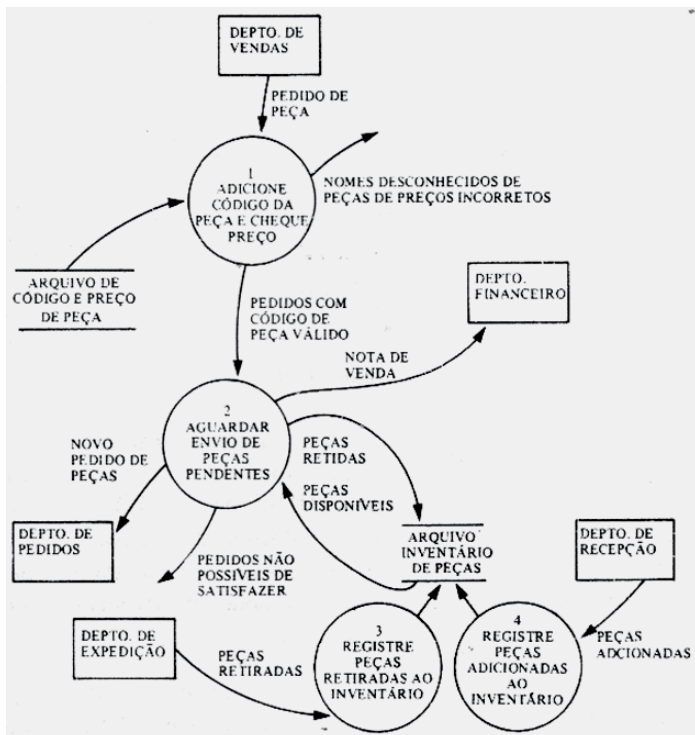 DEPTO. DE
VENDAS
PEDIDO DE
PEÇA
1
ADICIONE
CÓDIGO DA
PEÇA E CHEQUE
PREÇO
NOMES DESCONHECIDOS DE
PEÇAS DE PREÇOS INCORRETOS
ARQUIVO DE
CÓDIGO E PREÇO
DE PEÇA
PEDIDOS COM
CÓDIGO DE
PEÇA VÁLIDO
DEPTO.
FINANCEIRO
NOTA DE
VENDA
2
AGUARDAR
ENVIO DE
PEÇAS
PENDENTES
NOVO
PEDIDO DE
PEÇAS
PEÇAS
RETIDAS
PEÇAS
DISPONÍVEIS
DEPTO. DE
PEDIDOS
PEDIDOS NÃO
POSSÍVEIS DE
SATISFAZER
ARQUIVO
INVENTÁRIO
DE PEÇAS
DEPTO. DE
RECEPÇÃO
DEPTO. DE
EXPEDIÇÃO
PEÇAS
RETIRADAS
3
REGISTRE
PEÇAS
RETIRADAS AO
INVENTÁRIO
4
REGISTRE
PEÇAS
ADICIONADAS
AO
INVENTÁRIO
PEÇAS
ADCIONADAS